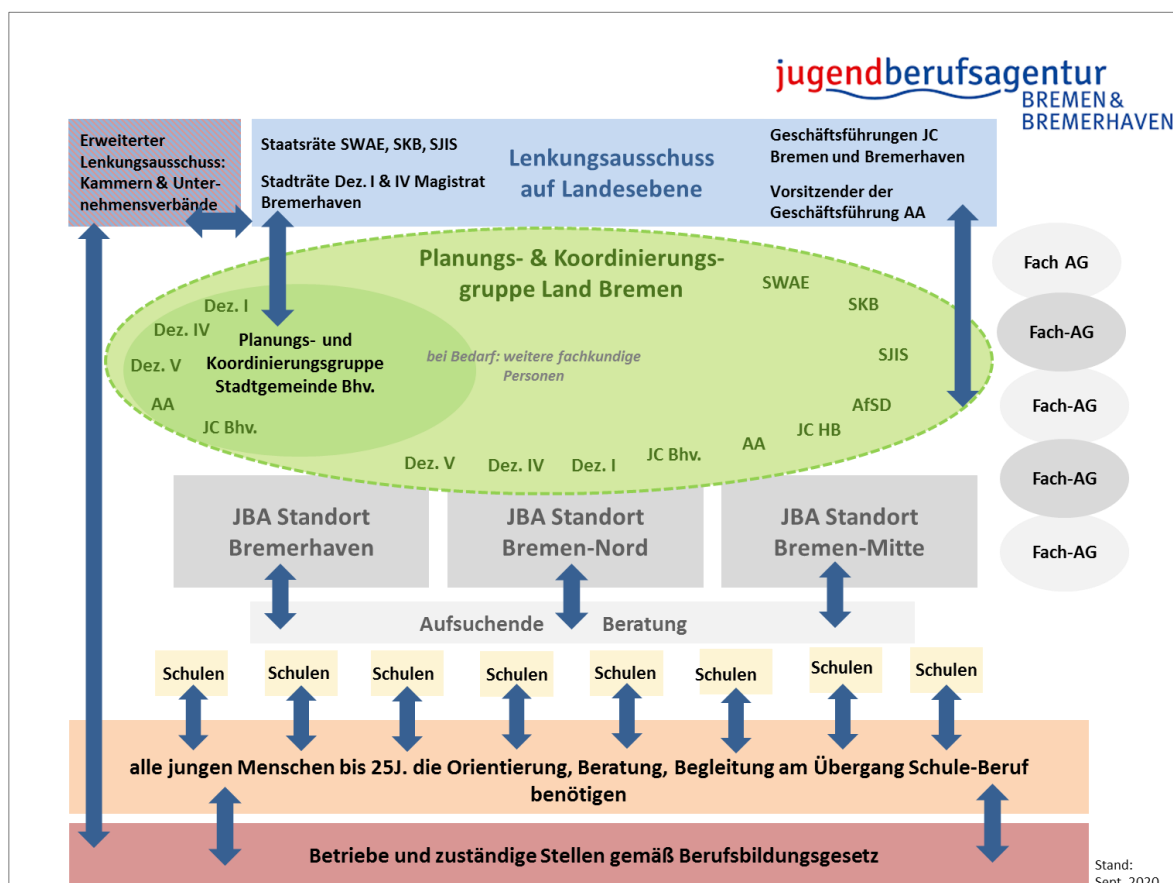 jugendberufsagentur
BREMEN &
BREMERHAVEN
Erweiterter
Lenkungsausschuss:
Kammern & Unter-
nehmensverbände
Staatsräte SWAE, SKB, SJIS
Stadträte Dez. I & IV Magistrat
Bremerhaven
Lenkungsausschuss
auf Landesebene
Geschäftsführungen JC
Bremen und Bremerhaven
Vorsitzender der
Geschäftsführung AA
Planungs- & Koordinierungs-
gruppe Land Bremen
SWAE
SKB
SJIS
AfSD
JC HB
AA
JC Bhv.
Dez. I
Dez. IV
Dez. V
Dez. I
Dez. IV
Dez. V
AA
JC Bhv.
Planungs- und
Koordinierungsgruppe
Stadtgemeinde Bhv.
bei Bedarf: weitere fachkundige
Personen
Fach AG
Fach-AG
Fach-AG
Fach-AG
Fach-AG
JBA Standort
Bremerhaven
JBA Standort
Bremen-Nord
JBA Standort
Bremen-Mitte
Aufsuchende Beratung
Schulen
Schulen
Schulen
Schulen
Schulen
Schulen
Schulen
Schulen
alle jungen Menschen bis 25J. die Orientierung, Beratung, Begleitung am Übergang Schule-Beruf
benötigen
Betriebe und zuständige Stellen gemäß Berufsbildungsgesetz
Stand:
Sept. 2020